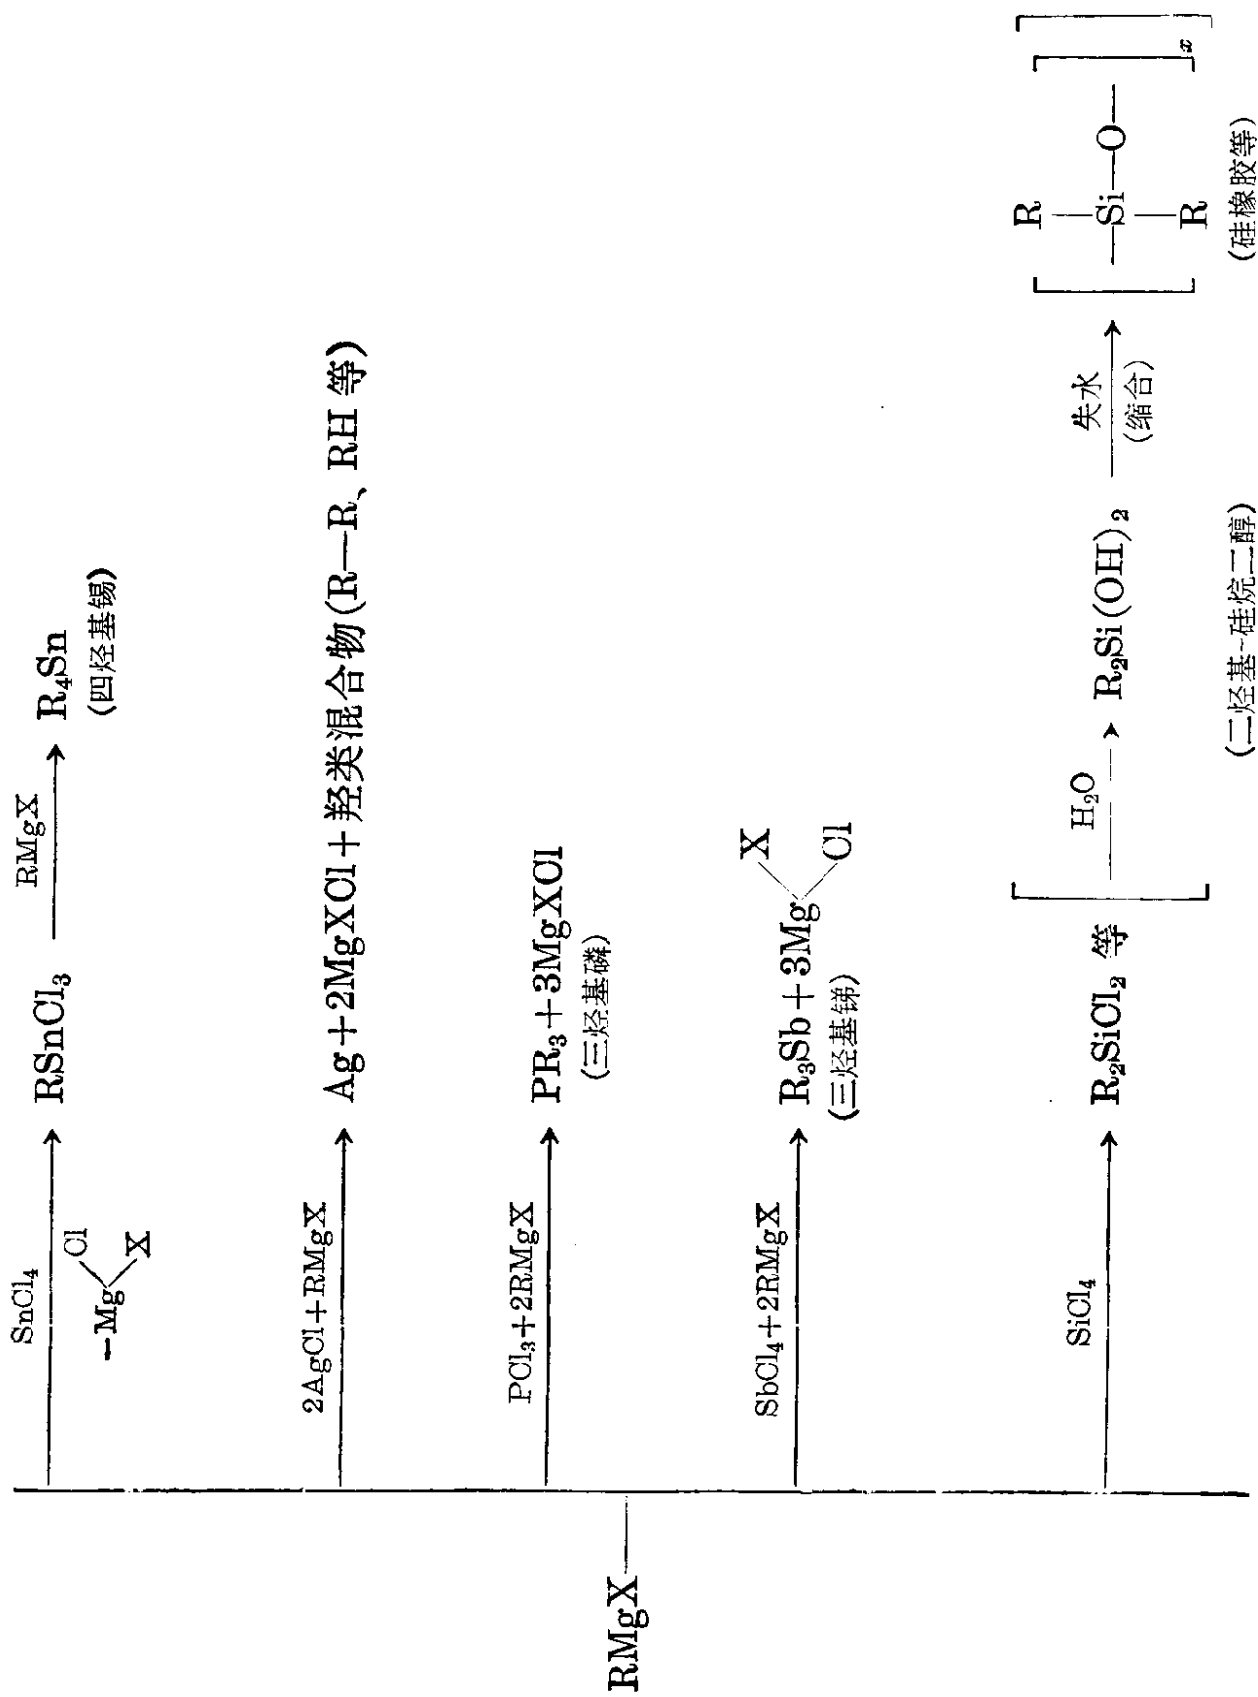 RMgX
SnCl₄
—Mg
Cl
X
RSnCl₃
RMgX
R₄Sn
(四烃基锡)
2AgCl+RMgX
Ag+2MgXCl+羟类混合物(R—R、RH 等)
PCl₃+2RMgX
PR₃+3MgXCl
(三烃基磷)
SbCl₄+2RMgX
R₃Sb+3Mg
X
Cl
(三烃基锑)
SiCl₄
R₂SiCl₂ 等
H₂O
R₂Si(OH)₂
(二烃基-硅烷二醇)
失水
(缩合)
R
—Si—O—
R
x
(硅橡胶等)